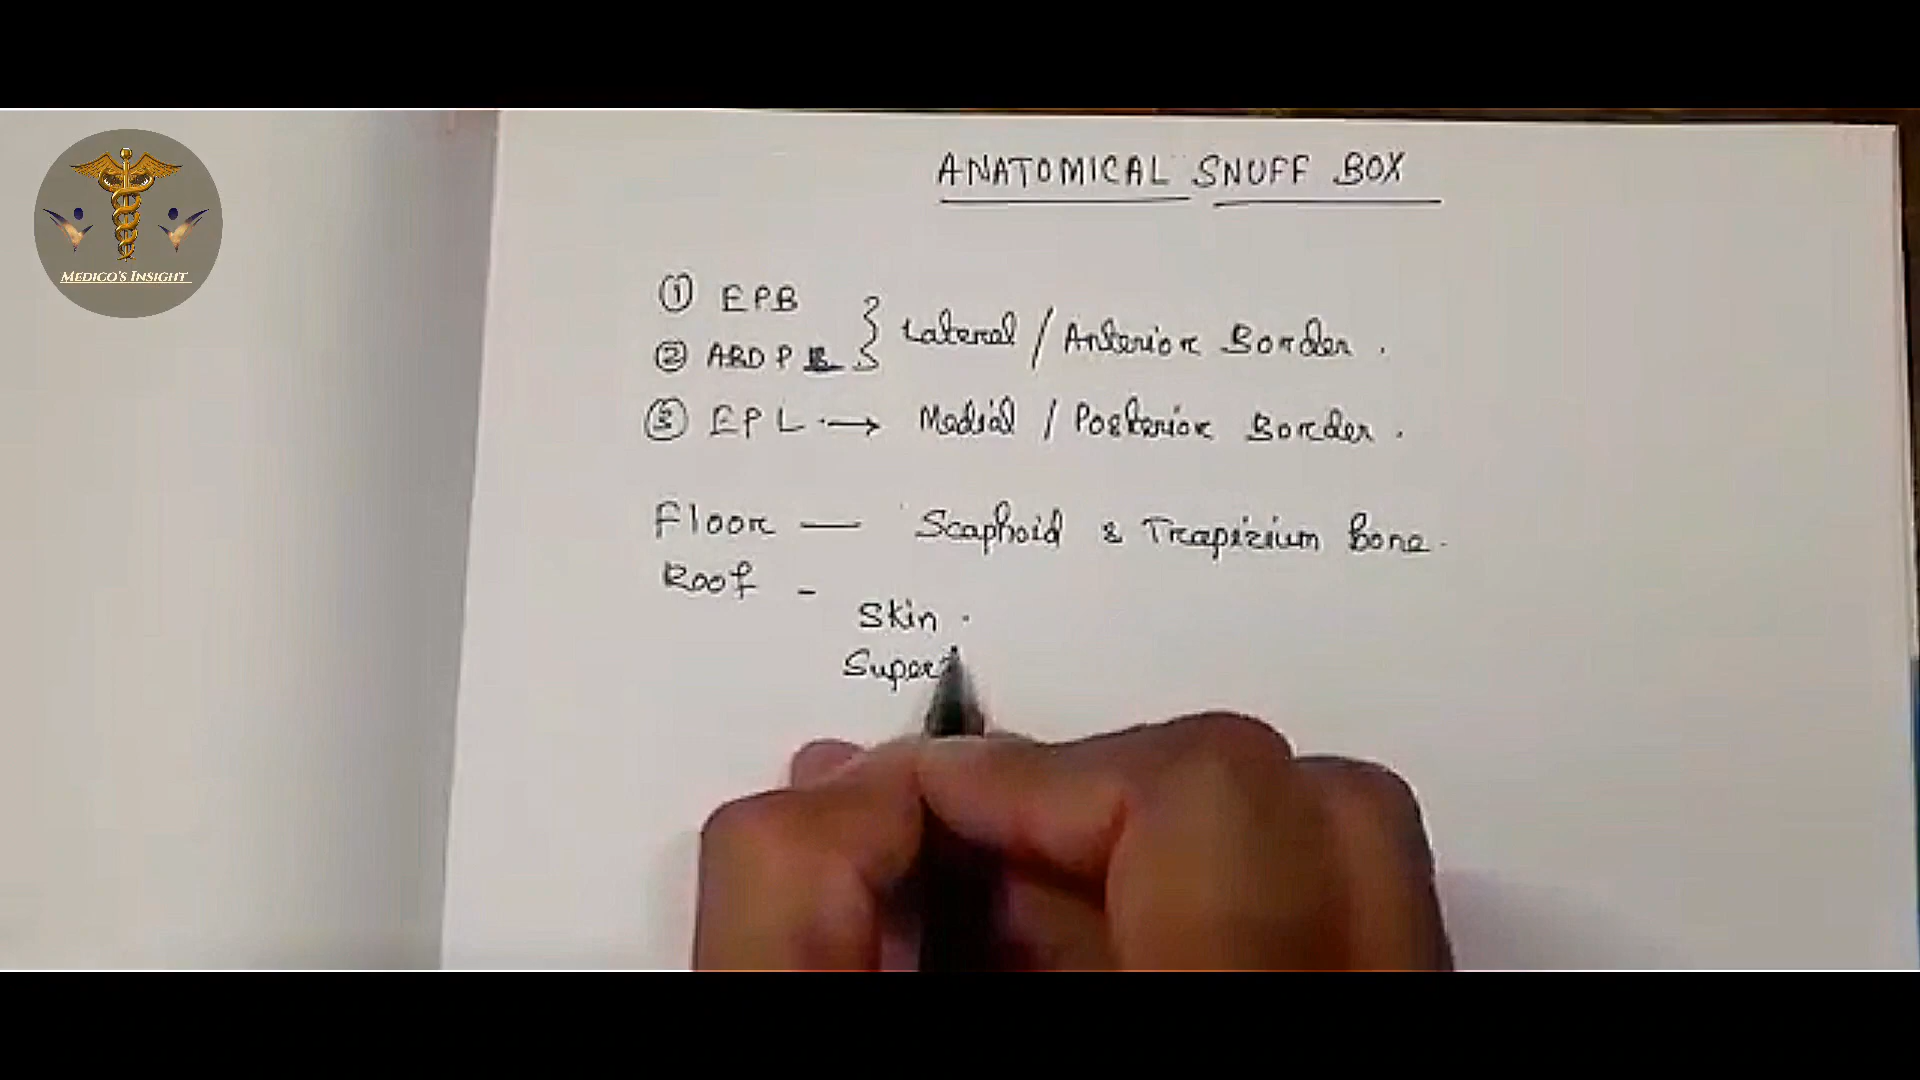 MEDICO'S INSIGHT
ANATOMICAL SNUFF BOX
① EPB
② ABDP
} Lateral / Anterior Border.
③ EPL → Medial / Posterior Border.
Floor — Scaphoid & Trapizium bone.
Roof -
Skin.
Super